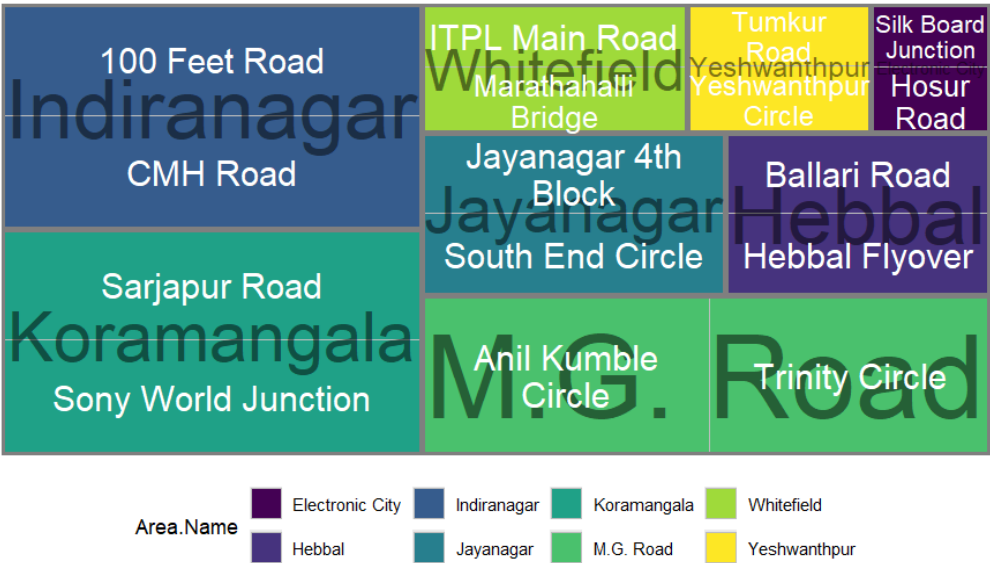 100 Feet Road
Indiranagar
CMH Road
Sarjapur Road
Koramangala
Sony World Junction
ITPL Main Road
Whitefield
Marathahalli
Bridge
Tumkur
Road
Yeshwanthpur
Yeshwanthpur
Circle
Silk Board
Junction
Electronic City
Hosur
Road
Jayanagar 4th
Block
Jayanagar
South End Circle
Ballari Road
Hebbal
Hebbal Flyover
M.G. Road
Anil Kumble
Circle
Trinity Circle
Area.Name
Electronic City
Indiranagar
Koramangala
Whitefield
Hebbal
Jayanagar
M.G. Road
Yeshwanthpur